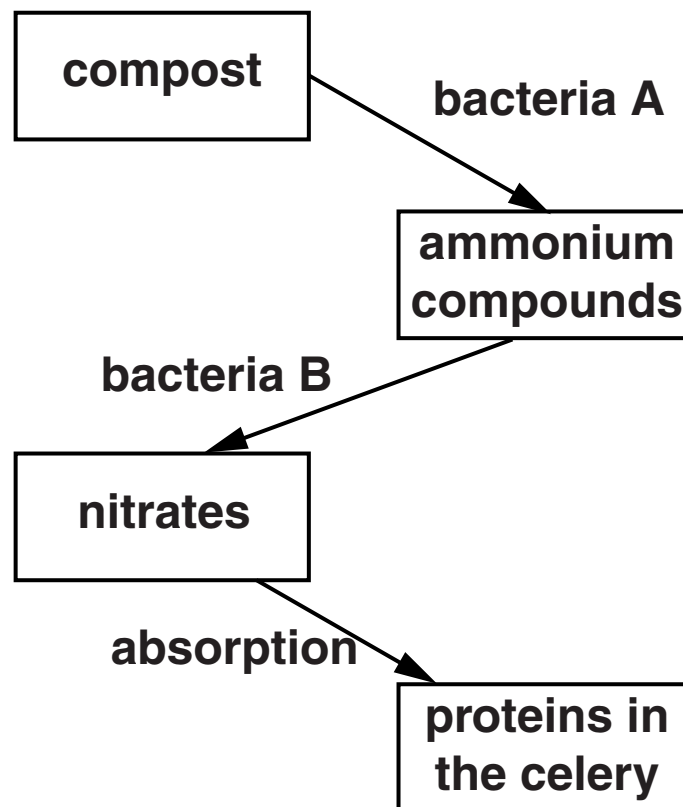 compost
bacteria A
ammonium
compounds
bacteria B
nitrates
absorption
proteins in
the celery